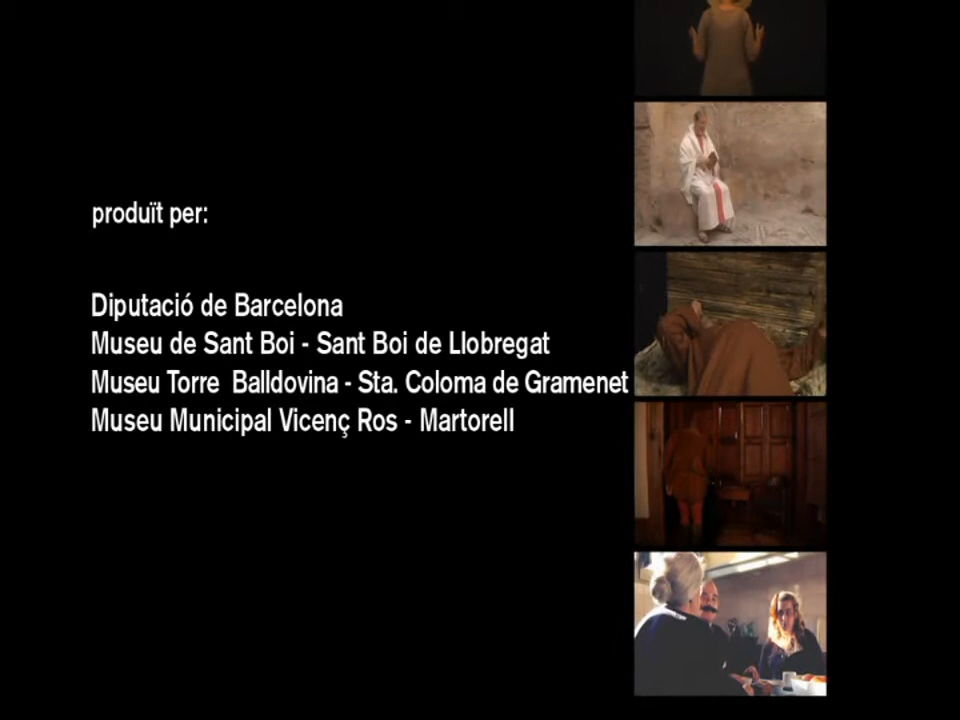 produït per:
Diputació de Barcelona
Museu de Sant Boi - Sant Boi de Llobregat
Museu Torre Balldovina - Sta. Coloma de Gramenet
Museu Municipal Vicenç Ros - Martorell